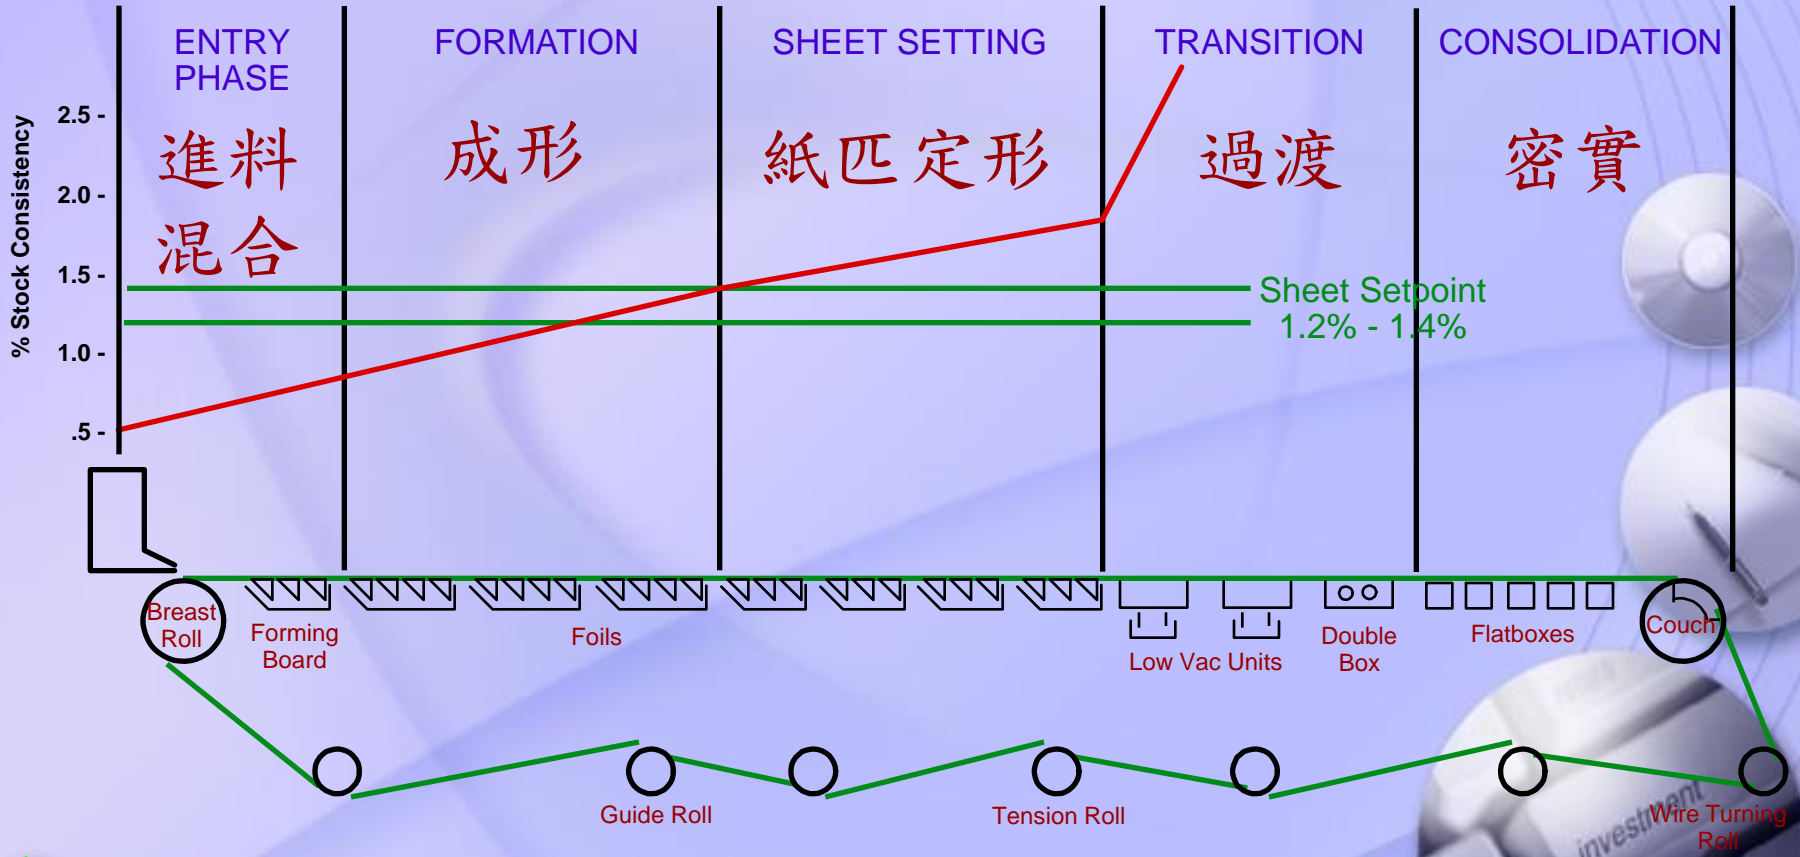 ENTRY
PHASE
FORMATION
SHEET SETTING
TRANSITION
CONSOLIDATION
進料
混合
成形
紙匹定形
過渡
密實
% Stock Consistency
2.5 -
2.0 -
1.5 -
1.0 -
.5 -
Sheet Setpoint
1.2% - 1.4%
Breast
Roll
Forming
Board
Foils
Low Vac Units
Double
Box
Flatboxes
Couch
Guide Roll
Tension Roll
Wire Turning
Roll
investment